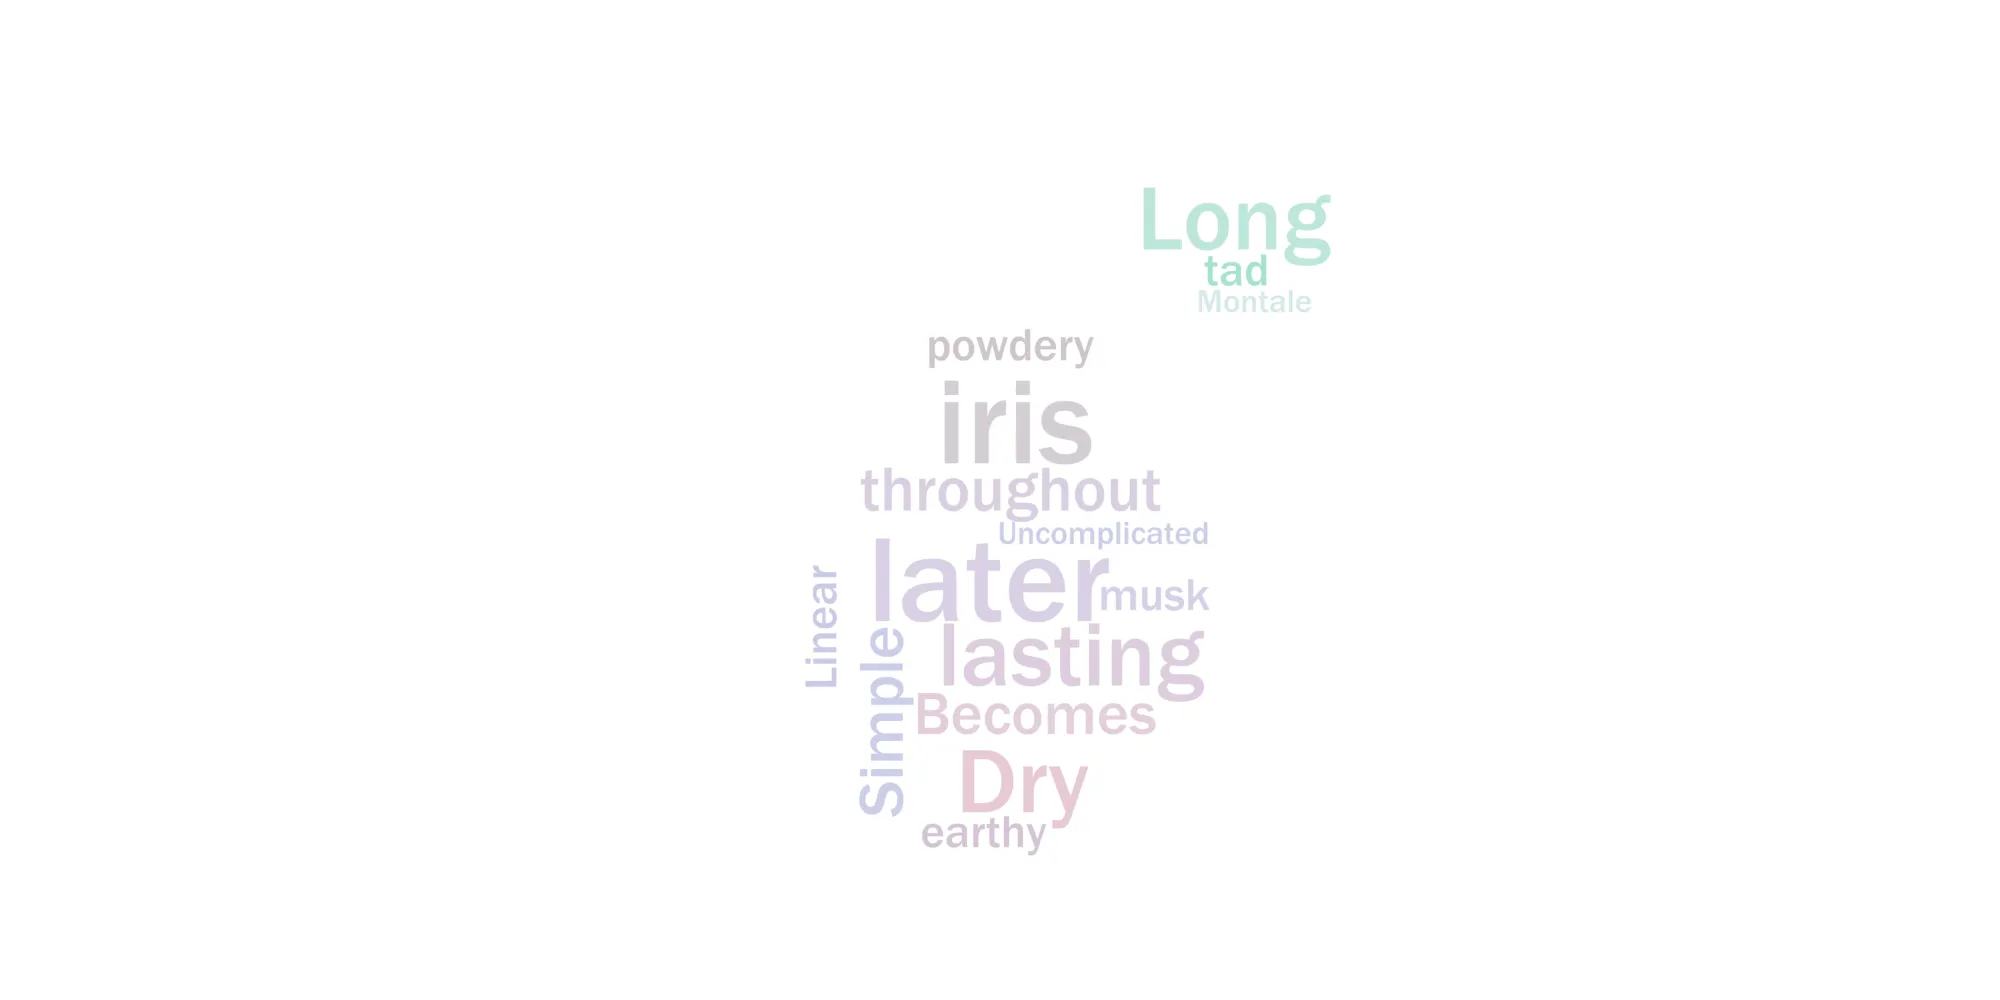 Long
tad
Montale
powdery
iris
throughout
Uncomplicated
later
musk
Linear
lasting
Simple
Becomes
Dry
earthy